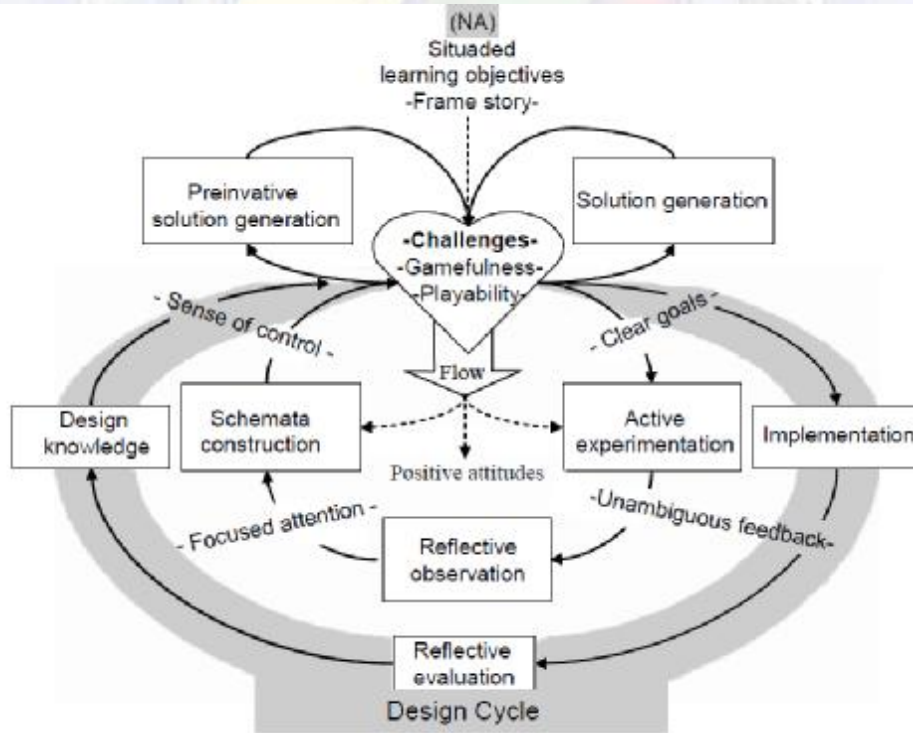 (NA)
Situaded
learning objectives
-Frame story-
Preinvative
solution generation
Solution generation
-Challenges-
-Gamefulness-
-Playability-
- Sense of control -
- Clear goals -
Flow
Design
knowledge
Schemata
construction
Active
experimentation
Implementation
Positive attitudes
- Focused attention -
-Unambiguous feedback-
Reflective
observation
Reflective
evaluation
Design Cycle